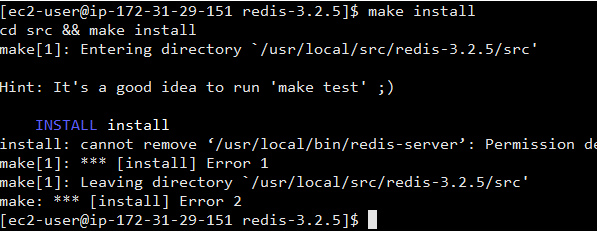 [ec2-user@ip-172-31-29-151 redis-3.2.5]$ make install
cd src && make install
make[1]: Entering directory `/usr/local/src/redis-3.2.5/src'
Hint: It's a good idea to run 'make test' ;)
INSTALL install
install: cannot remove ‘/usr/local/bin/redis-server’: Permission de
make[1]: *** [install] Error 1
make[1]: Leaving directory `/usr/local/src/redis-3.2.5/src'
make: *** [install] Error 2
[ec2-user@ip-172-31-29-151 redis-3.2.5]$